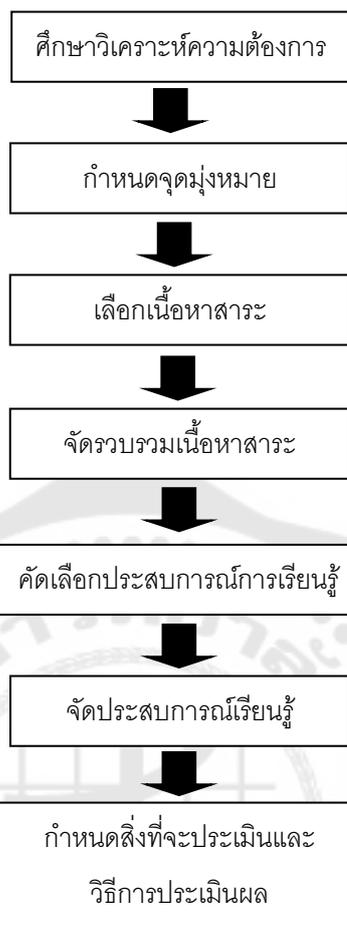 ศึกษาวิเคราะห์ความต้องการ
กำหนดจุดมุ่งหมาย
เลือกเนื้อหาสาระ
จัดรวบรวมเนื้อหาสาระ
คัดเลือกประสบการณ์การเรียนรู้
จัดประสบการณ์เรียนรู้
กำหนดสิ่งที่จะประเมินและ
วิธีการประเมินผล